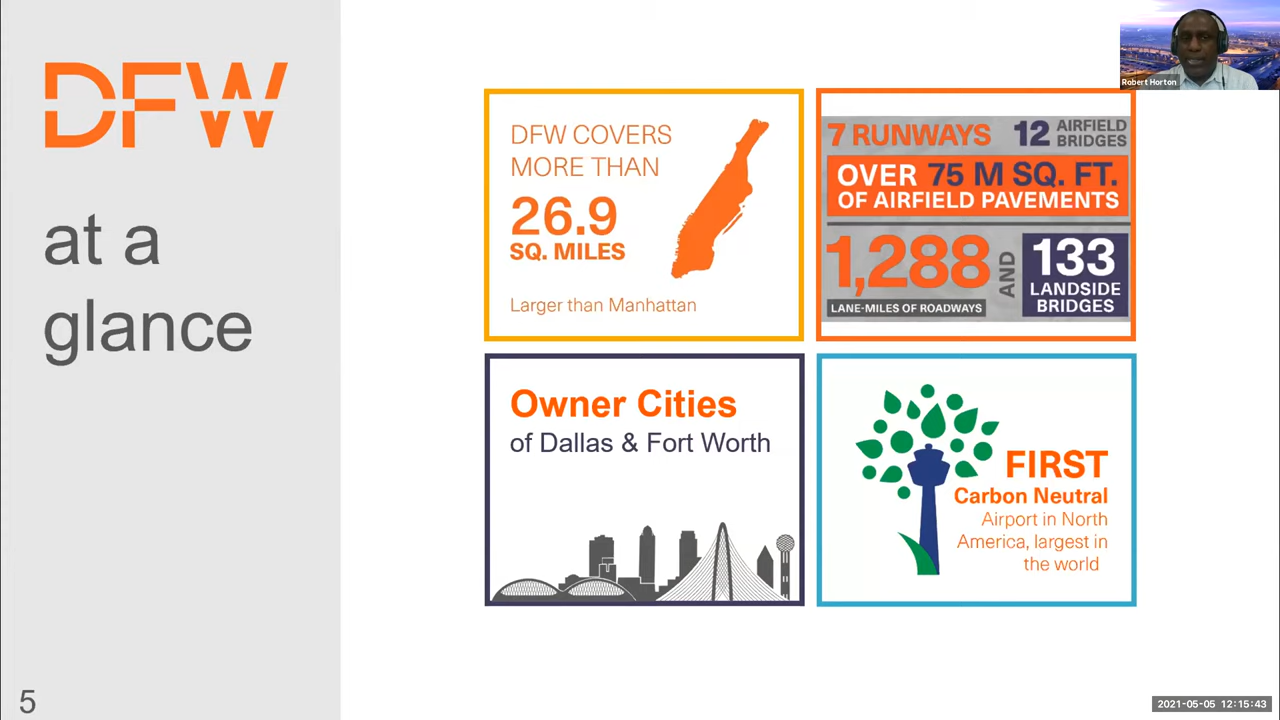 DFW
at a
glance
DFW COVERS
MORE THAN
26.9
SQ. MILES
Larger than Manhattan
7 RUNWAYS 12 AIRFIELD BRIDGES
OVER 75 M SQ. FT.
OF AIRFIELD PAVEMENTS
1,288 AND 133
LANE-MILES OF ROADWAYS
LANDSIDE
BRIDGES
Owner Cities
of Dallas & Fort Worth
FIRST
Carbon Neutral
Airport in North
America, largest in
the world
Robert Horton
5
2021-05-05 12:15:43